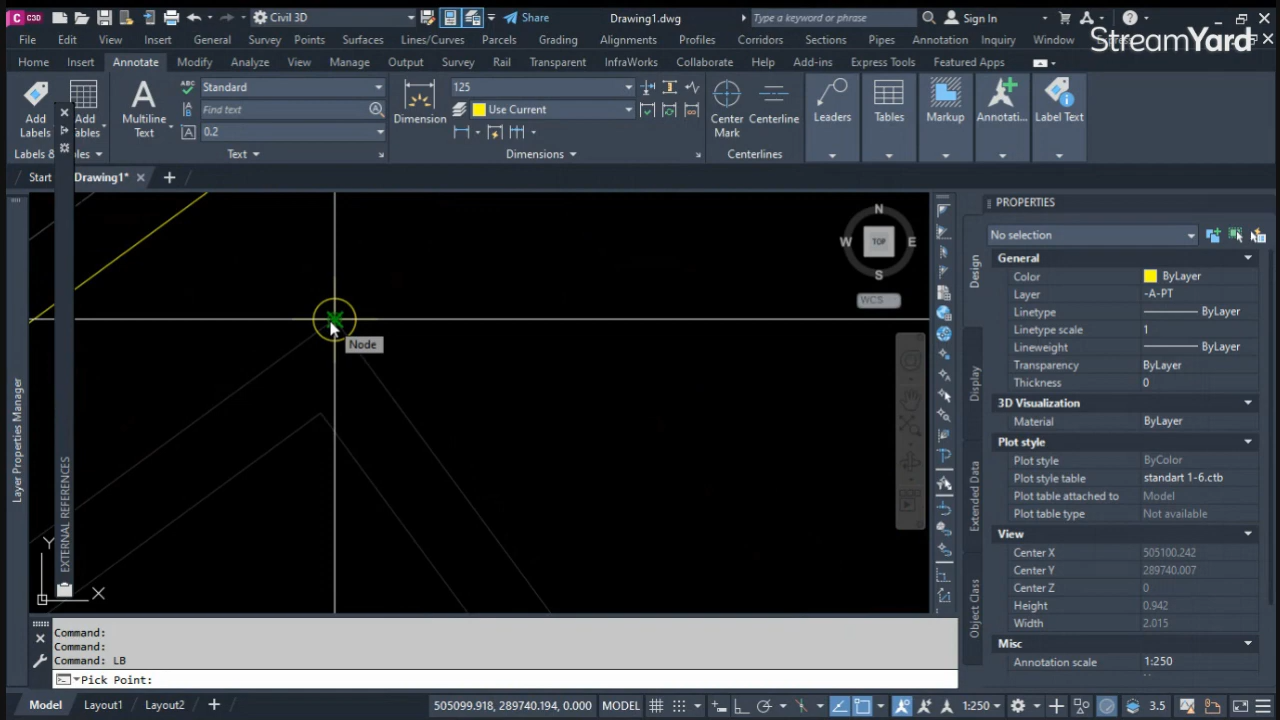 C C3D Civil 3D Share Drawing1.dwg Type a keyword or phrase Sign In
File Edit View Insert General Survey Points Surfaces Lines/Curves Parcels Grading Alignments Profiles Corridors Sections Pipes Annotation Inquiry Window
StreamYard
Home Insert Annotate Modify Analyze View Manage Output Survey Rail Transparent InfraWorks Collaborate Help Add-ins Express Tools Featured Apps
Add Labels
Add Tables
Multiline Text
Standard
Find text
0.2
Dimension
125
Use Current
Center Mark
Centerline
Leaders
Tables
Markup
Annotati...
Label Text
Labels & Tables
Text
Dimensions
Centerlines
Start
Drawing1*
Layer Properties Manager
EXTERNAL REFERENCES
Node
N
W
TOP
E
S
WCS
Y
X
Design
Display
Extended Data
Object Class
PROPERTIES
No selection
General
Color ByLayer
Layer -A-PT
Linetype ByLayer
Linetype scale 1
Lineweight ByLayer
Transparency ByLayer
Thickness 0
3D Visualization
Material ByLayer
Plot style
Plot style ByColor
Plot style table standart 1-6.ctb
Plot table attached to Model
Plot table type Not available
View
Center X 505100.242
Center Y 289740.007
Center Z 0
Height 0.942
Width 2.015
Misc
Annotation scale 1:250
Command:
Command:
Command: LB
Pick Point:
Model Layout1 Layout2 505099.918, 289740.194, 0.000 MODEL 1:250 3.5